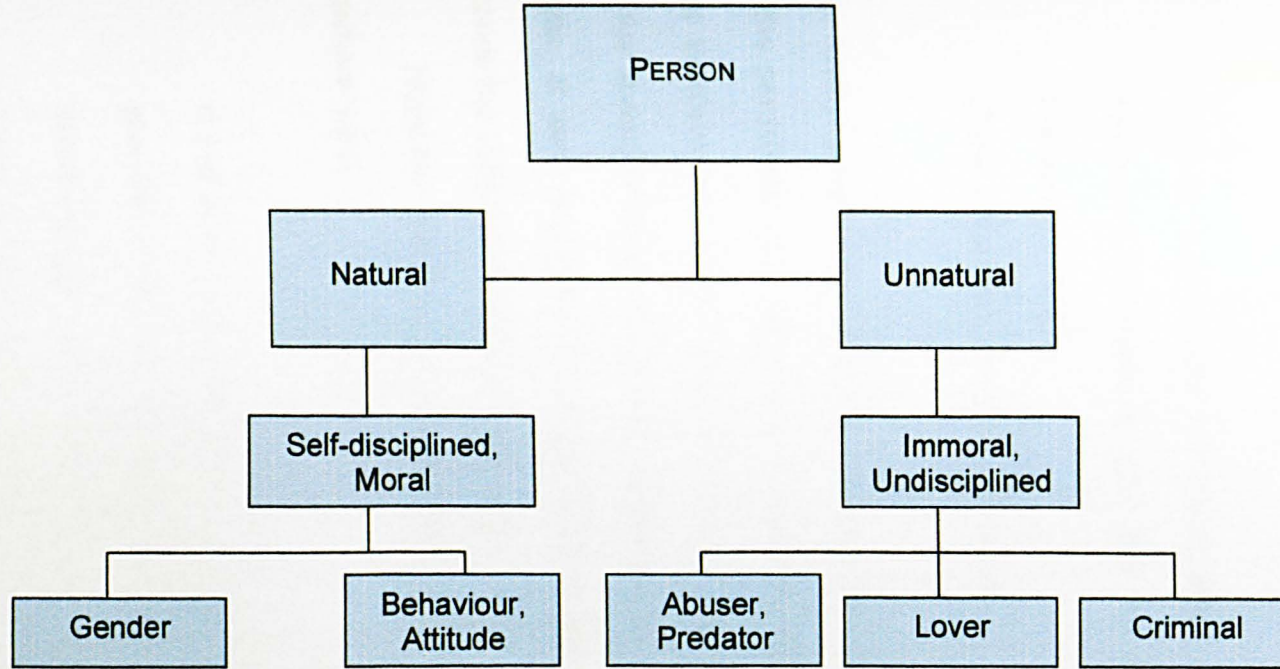 PERSON
Natural
Unnatural
Self-disciplined,
Moral
Immoral,
Undisciplined
Gender
Behaviour,
Attitude
Abuser,
Predator
Lover
Criminal